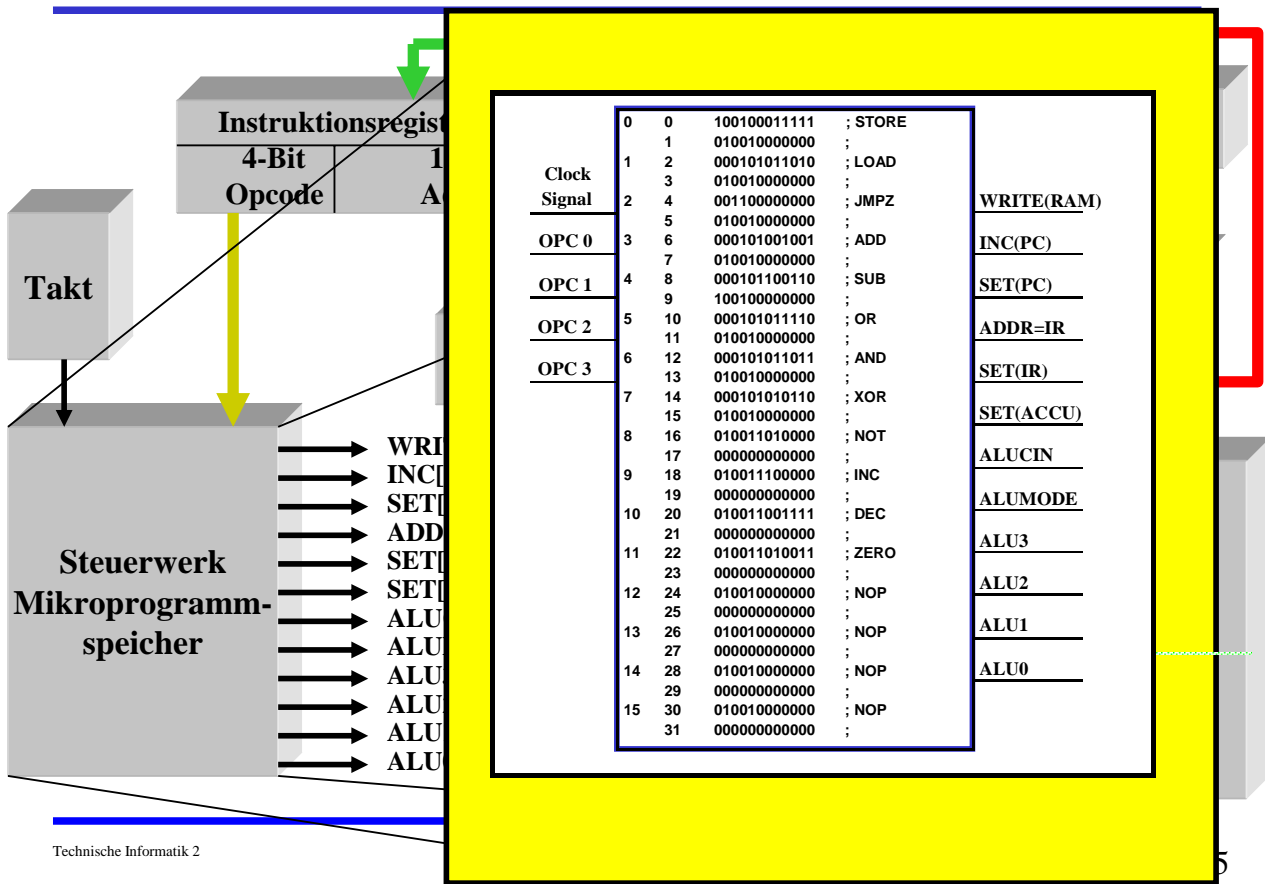 Instruktionsregist
4-Bit
Opcode
Takt
Steuerwerk
Mikroprogramm-
speicher
WRI
INC[
SET[
ADD
SET[
SET[
ALU
ALU
ALU
ALU
ALU
ALU
Clock
Signal
OPC 0
OPC 1
OPC 2
OPC 3
0 0 100100011111 ; STORE
1 010010000000 ;
1 2 000101011010 ; LOAD
3 010010000000 ;
2 4 001100000000 ; JMPZ
5 010010000000 ;
3 6 000101001001 ; ADD
7 010010000000 ;
4 8 000101100110 ; SUB
9 100100000000 ;
5 10 000101011110 ; OR
11 010010000000 ;
6 12 000101011011 ; AND
13 010010000000 ;
7 14 000101010110 ; XOR
15 010010000000 ;
8 16 010011010000 ; NOT
17 000000000000 ;
9 18 010011100000 ; INC
19 000000000000 ;
10 20 010011001111 ; DEC
21 000000000000 ;
11 22 010011010011 ; ZERO
23 000000000000 ;
12 24 010010000000 ; NOP
25 000000000000 ;
13 26 010010000000 ; NOP
27 000000000000 ;
14 28 010010000000 ; NOP
29 000000000000 ;
15 30 010010000000 ; NOP
31 000000000000 ;
WRITE(RAM)
INC(PC)
SET(PC)
ADDR=IR
SET(IR)
SET(ACCU)
ALUCIN
ALUMODE
ALU3
ALU2
ALU1
ALU0
Technische Informatik 2
5